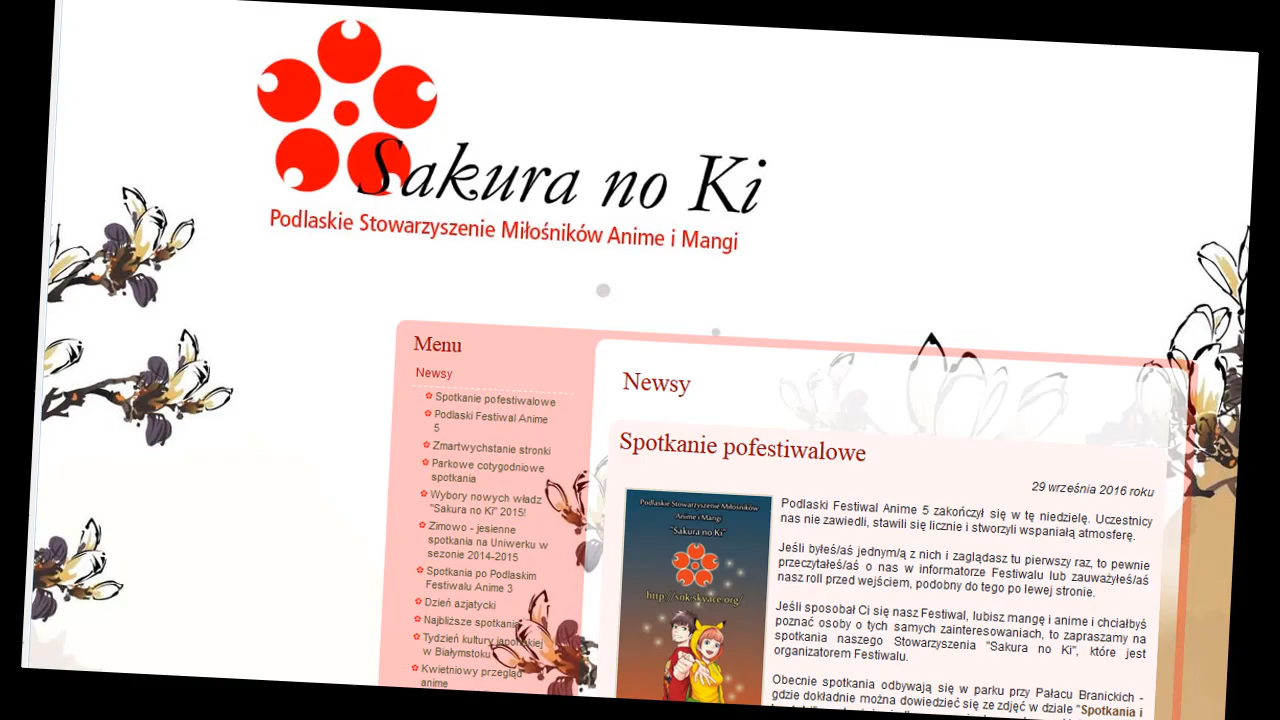 Sakura no Ki
Podlaskie Stowarzyszenie Miłośników Anime i Mangi
Menu
Newsy
Spotkanie pofestiwalowe
Podlaski Festiwal Anime
5
Zmartwychstanie stronki
Parkowe cotygodniowe
spotkania
Wybory nowych władz
"Sakura no Ki" 2015!
Zimowo - jesienne
spotkania na Uniwerku w
sezonie 2014-2015
Spotkania po Podlaskim
Festiwalu Anime 3
Dzień azjatycki
Najbliższe spotkania
Tydzień kultury japońskiej
w Białymstoku
Kwietniowy przegląd
anime
Newsy
Spotkanie pofestiwalowe
29 września 2016 roku
Podlaskie Stowarzyszenie Miłośników
Anime i Mangi
"Sakura no Ki"
http://sok.skyace.org/
Podlaski Festiwal Anime 5 zakończył się w tę niedzielę. Uczestnicy
nas nie zawiedli, stawili się licznie i stworzyli wspaniałą atmosferę.
Jeśli byłeś/aś jednym/ą z nich i zaglądasz tu pierwszy raz, to pewnie
przeczytałeś/aś o nas w informatorze Festiwalu lub zauważyłeś/aś
nasz roll przed wejściem, podobny do tego po lewej stronie.
Jeśli sposobał Ci się nasz Festiwal, lubisz mangę i anime i chciałbyś
poznać osoby o tych samych zainteresowaniach, to zapraszamy na
spotkania naszego Stowarzyszenia "Sakura no Ki", które jest
organizatorem Festiwalu.
Obecnie spotkania odbywają się w parku przy Pałacu Branickich -
gdzie dokładnie można dowiedzieć się ze zdjęć w dziale "Spotkania i